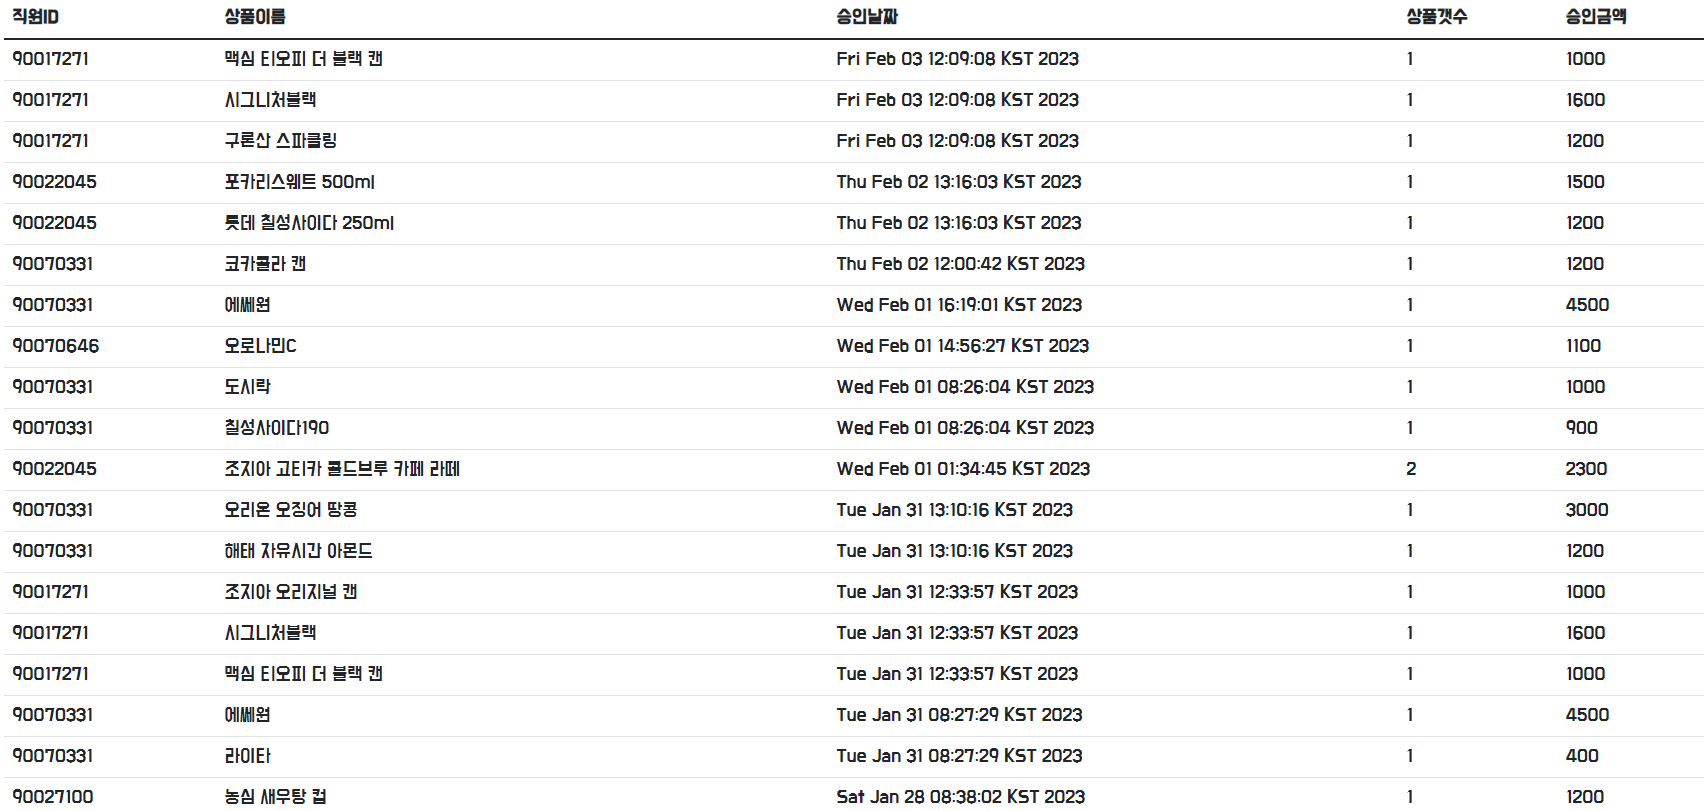 직원ID 상품이름 승인날짜 상품갯수 승인금액
90017271 맥심 티오피 더 블랙 캔 Fri Feb 03 12:09:08 KST 2023 1 1000
90017271 시그니처블랙 Fri Feb 03 12:09:08 KST 2023 1 1600
90017271 구론산 스파클링 Fri Feb 03 12:09:08 KST 2023 1 1200
90022045 포카리스웨트 500ml Thu Feb 02 13:16:03 KST 2023 1 1500
90022045 롯데 칠성사이다 250ml Thu Feb 02 13:16:03 KST 2023 1 1200
90070331 코카콜라 캔 Thu Feb 02 12:00:42 KST 2023 1 1200
90070331 에쎄원 Wed Feb 01 16:19:01 KST 2023 1 4500
90070646 오로나민C Wed Feb 01 14:56:27 KST 2023 1 1100
90070331 도시락 Wed Feb 01 08:26:04 KST 2023 1 1000
90070331 칠성사이다190 Wed Feb 01 08:26:04 KST 2023 1 900
90022045 조지아 고티카 콜드브루 카페 라떼 Wed Feb 01 01:34:45 KST 2023 2 2300
90070331 오리온 오징어 땅콩 Tue Jan 31 13:10:16 KST 2023 1 3000
90070331 해태 자유시간 아몬드 Tue Jan 31 13:10:16 KST 2023 1 1200
90017271 조지아 오리지널 캔 Tue Jan 31 12:33:57 KST 2023 1 1000
90017271 시그니처블랙 Tue Jan 31 12:33:57 KST 2023 1 1600
90017271 맥심 티오피 더 블랙 캔 Tue Jan 31 12:33:57 KST 2023 1 1000
90070331 에쎄원 Tue Jan 31 08:27:29 KST 2023 1 4500
90070331 라이타 Tue Jan 31 08:27:29 KST 2023 1 400
90027100 농심 새우탕 컵 Sat Jan 28 08:38:02 KST 2023 1 1200